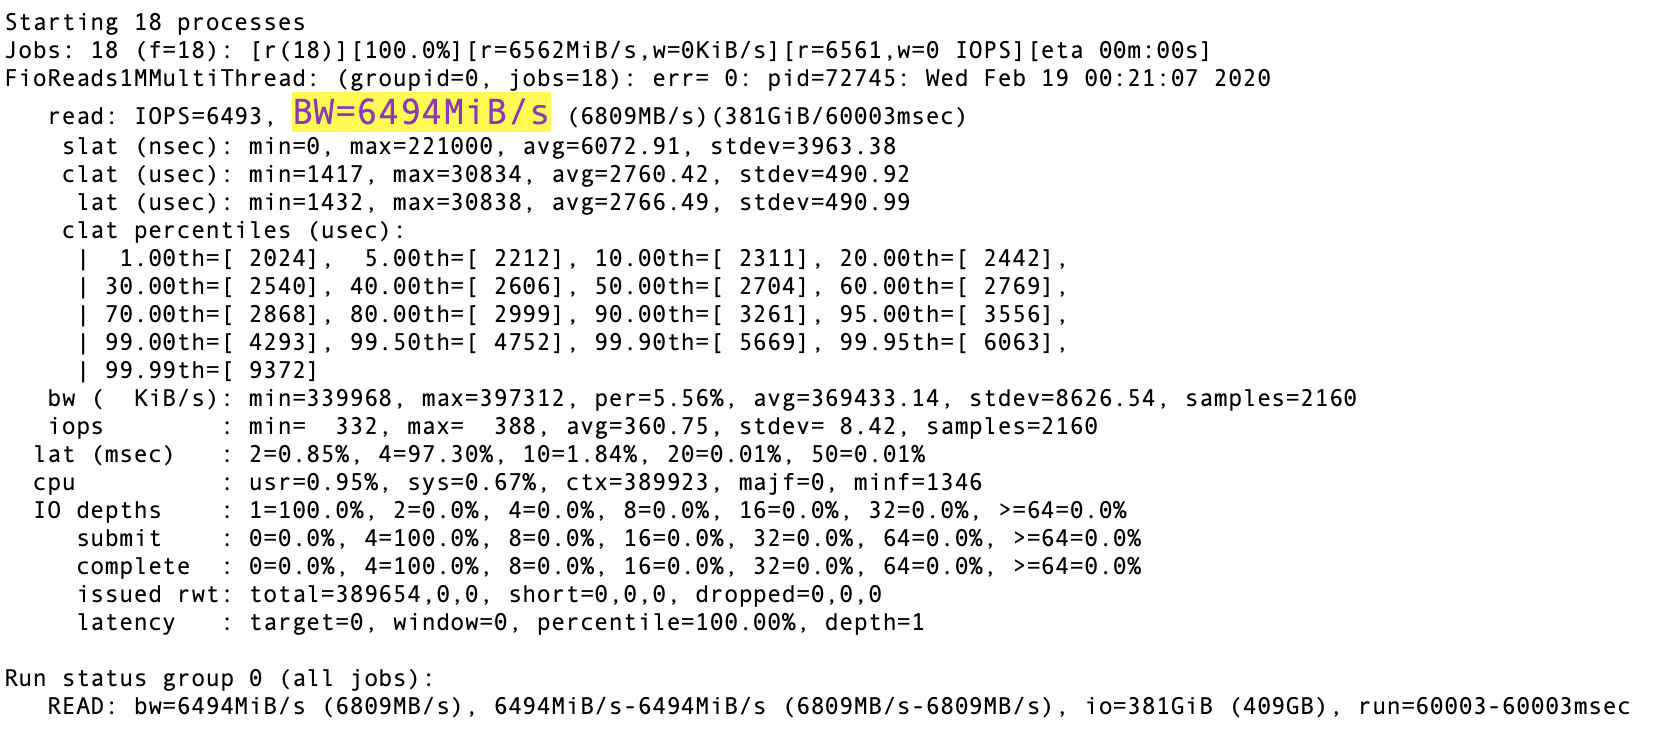 Starting 18 processes
Jobs: 18 (f=18): [r(18)][100.0%][r=6562MiB/s,w=0KiB/s][r=6561,w=0 IOPS][eta 00m:00s]
FioReads1MMultiThread: (groupid=0, jobs=18): err= 0: pid=72745: Wed Feb 19 00:21:07 2020
   read: IOPS=6493, BW=6494MiB/s (6809MB/s)(381GiB/60003msec)
    slat (nsec): min=0, max=221000, avg=6072.91, stdev=3963.38
    clat (usec): min=1417, max=30834, avg=2760.42, stdev=490.92
     lat (usec): min=1432, max=30838, avg=2766.49, stdev=490.99
    clat percentiles (usec):
     |  1.00th=[ 2024],  5.00th=[ 2212], 10.00th=[ 2311], 20.00th=[ 2442],
     | 30.00th=[ 2540], 40.00th=[ 2606], 50.00th=[ 2704], 60.00th=[ 2769],
     | 70.00th=[ 2868], 80.00th=[ 2999], 90.00th=[ 3261], 95.00th=[ 3556],
     | 99.00th=[ 4293], 99.50th=[ 4752], 99.90th=[ 5669], 99.95th=[ 6063],
     | 99.99th=[ 9372]
   bw (  KiB/s): min=339968, max=397312, per=5.56%, avg=369433.14, stdev=8626.54, samples=2160
   iops        : min=  332, max=  388, avg=360.75, stdev= 8.42, samples=2160
  lat (msec)   : 2=0.85%, 4=97.30%, 10=1.84%, 20=0.01%, 50=0.01%
  cpu          : usr=0.95%, sys=0.67%, ctx=389923, majf=0, minf=1346
  IO depths    : 1=100.0%, 2=0.0%, 4=0.0%, 8=0.0%, 16=0.0%, 32=0.0%, >=64=0.0%
     submit    : 0=0.0%, 4=100.0%, 8=0.0%, 16=0.0%, 32=0.0%, 64=0.0%, >=64=0.0%
     complete  : 0=0.0%, 4=100.0%, 8=0.0%, 16=0.0%, 32=0.0%, 64=0.0%, >=64=0.0%
     issued rwt: total=389654,0,0, short=0,0,0, dropped=0,0,0
     latency   : target=0, window=0, percentile=100.00%, depth=1
Run status group 0 (all jobs):
   READ: bw=6494MiB/s (6809MB/s), 6494MiB/s-6494MiB/s (6809MB/s-6809MB/s), io=381GiB (409GB), run=60003-60003msec